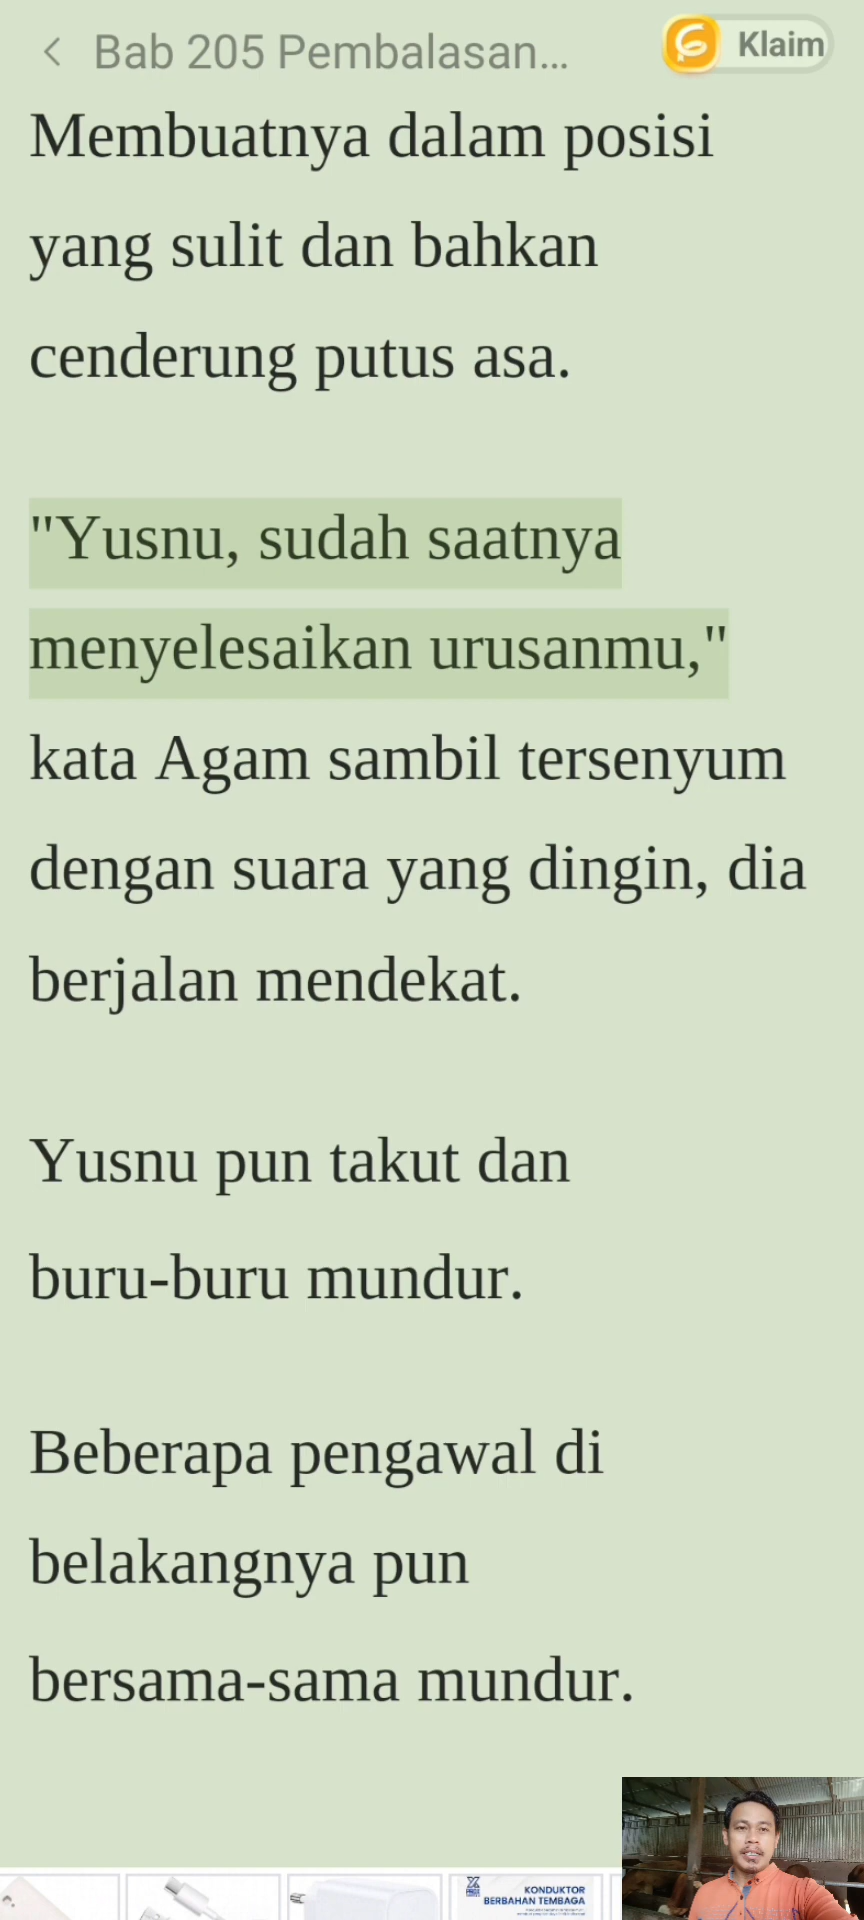 Bab 205 Pembalasan...
Klaim
Membuatnya dalam posisi
yang sulit dan bahkan
cenderung putus asa.
"Yusnu, sudah saatnya
menyelesaikan urusanmu,"
kata Agam sambil tersenyum
dengan suara yang dingin, dia
berjalan mendekat.
Yusnu pun takut dan
buru-buru mundur.
Beberapa pengawal di
belakangnya pun
bersama-sama mundur.
KONDUKTOR
BERBAHAN TEMBAGA